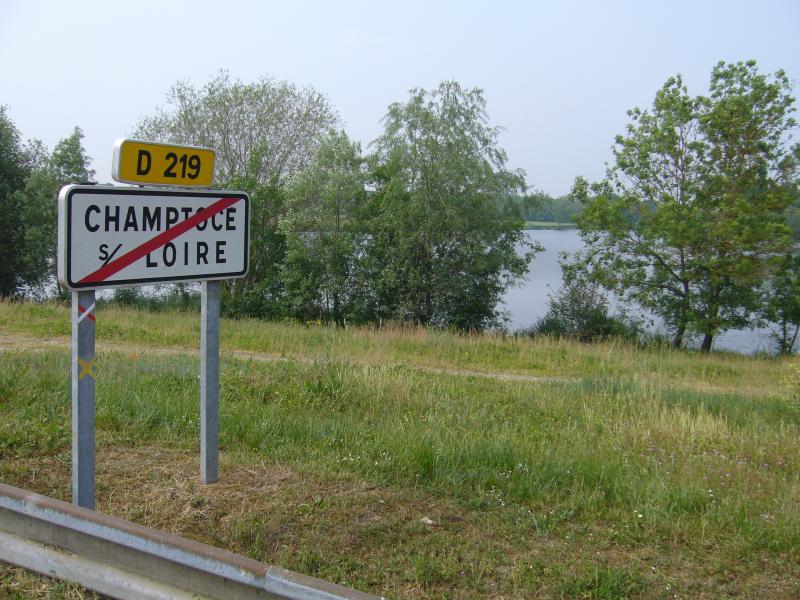 D 219
CHAMPTOCE
S/ LOIRE